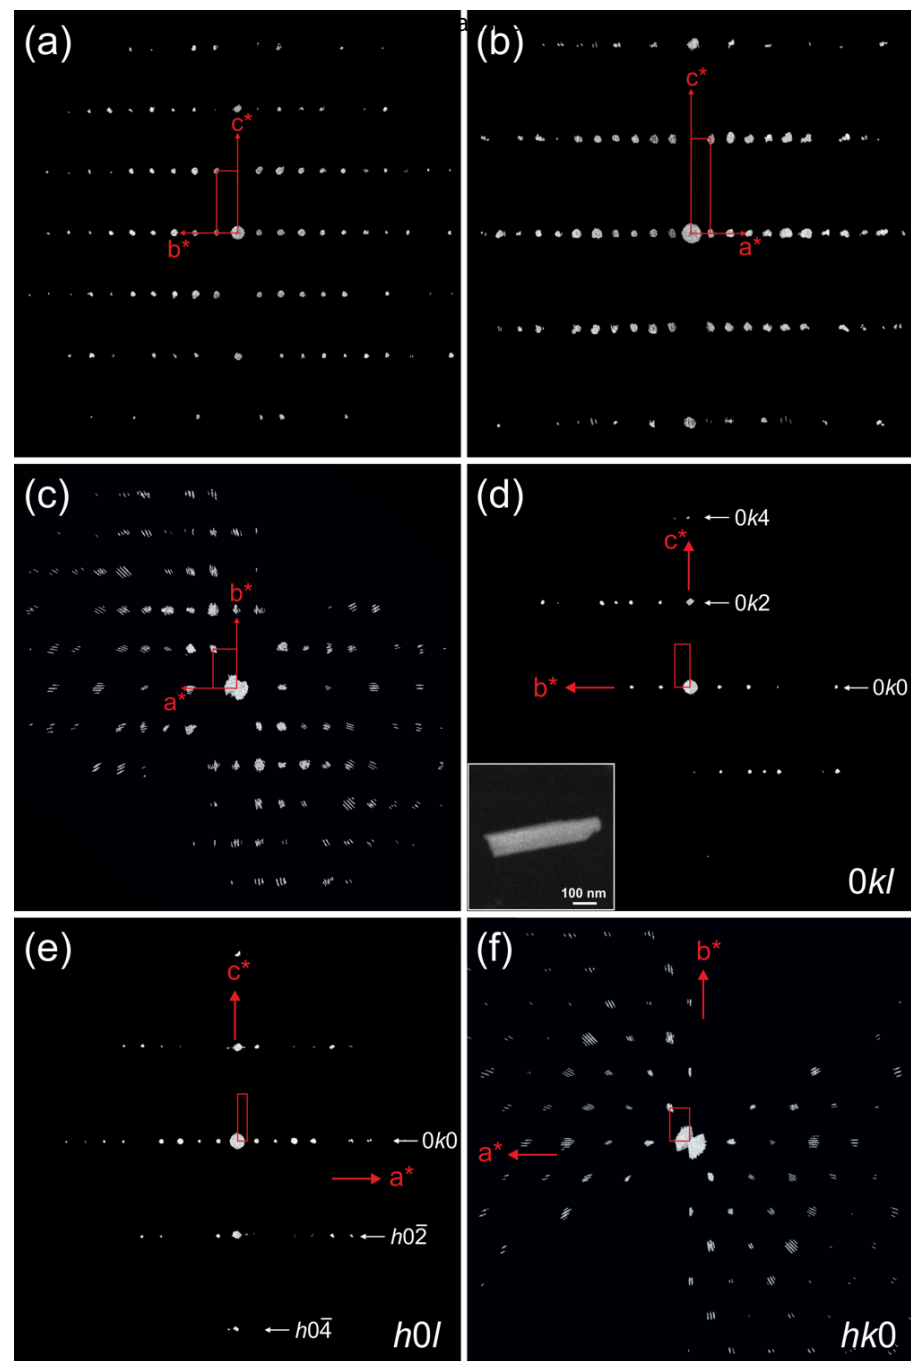 a
(a)
c*
b*
(b)
c*
a*
(c)
b*
a*
(d)
0k4
c*
0k2
b*
0k0
100 nm
0kl
(e)
c*
0k0
a*
h02̅
h04̅
h0l
(f)
b*
a*
hk0